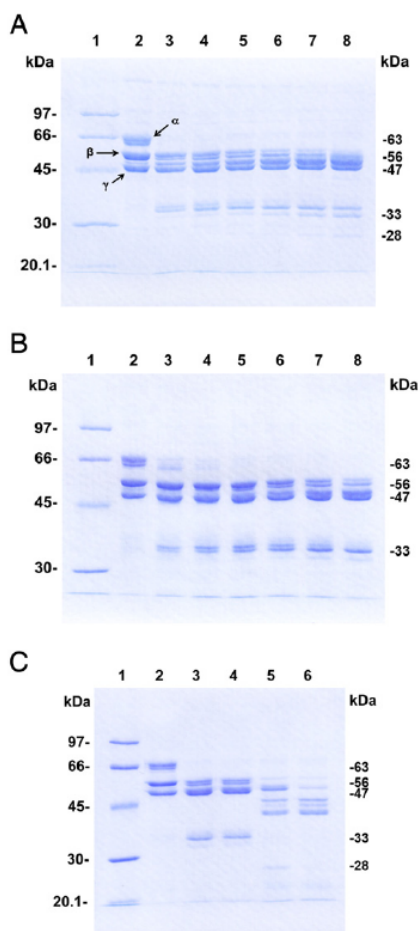 A
1 2 3 4 5 6 7 8
kDa kDa
97-
66- α -63
β -56
45- -47
γ
-33
30-
-28
20.1-
B
1 2 3 4 5 6 7 8
kDa kDa
97-
66- -63
-56
45- -47
-33
30-
C
1 2 3 4 5 6
kDa kDa
97-
66- -63
-56
-47
45-
-33
30- -28
20.1-